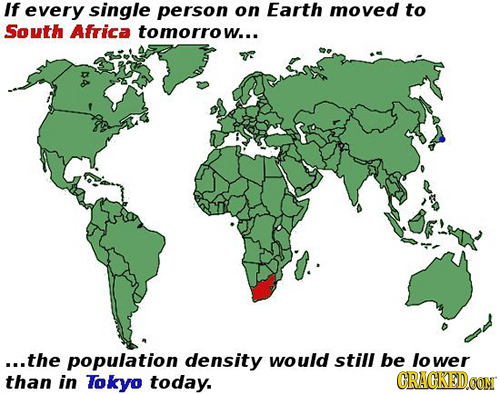 If every single person on Earth moved to
South Africa tomorrow...
...the population density would still be lower
than in Tokyo today.
CRACKED.COM